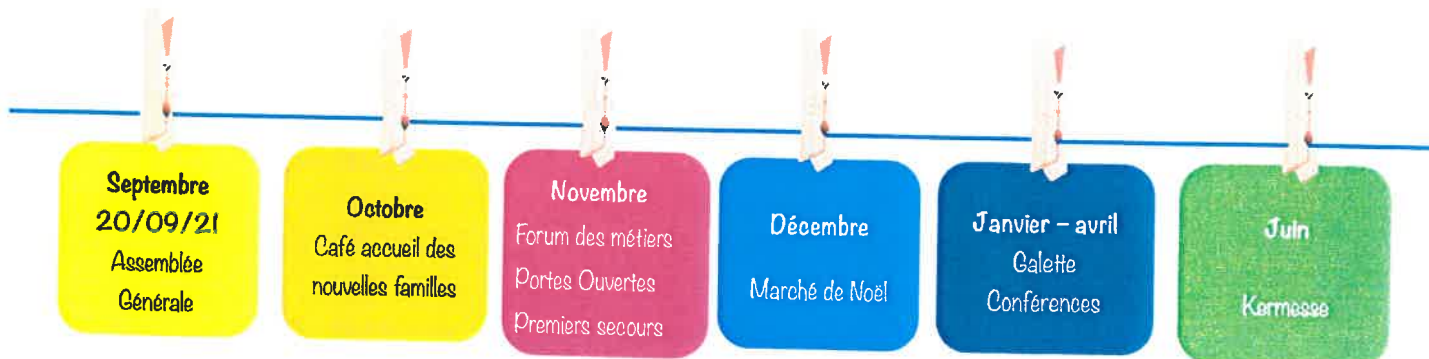 Septembre
20/09/21
Assemblée
Générale
Octobre
Café accueil des
nouvelles familles
Novembre
Forum des métiers
Portes Ouvertes
Premiers secours
Décembre
Marché de Noël
Janvier – avril
Galette
Conférences
Juin
Kermesse